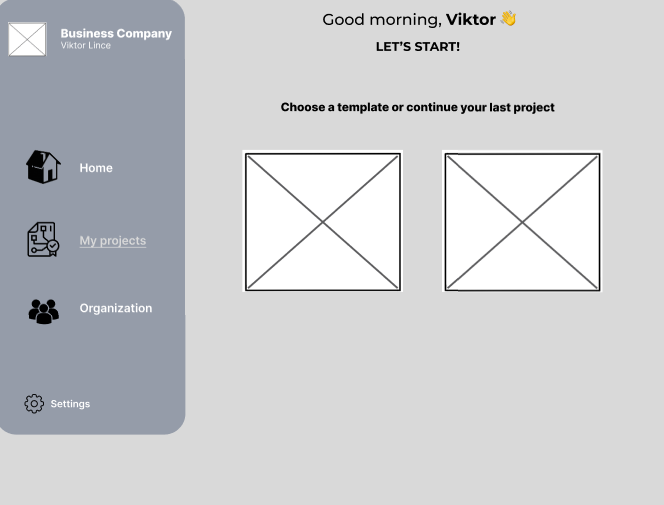 Business Company
Viktor Lince
Home
My projects
Organization
Settings
Good morning, Viktor 👋
LET'S START!
Choose a template or continue your last project